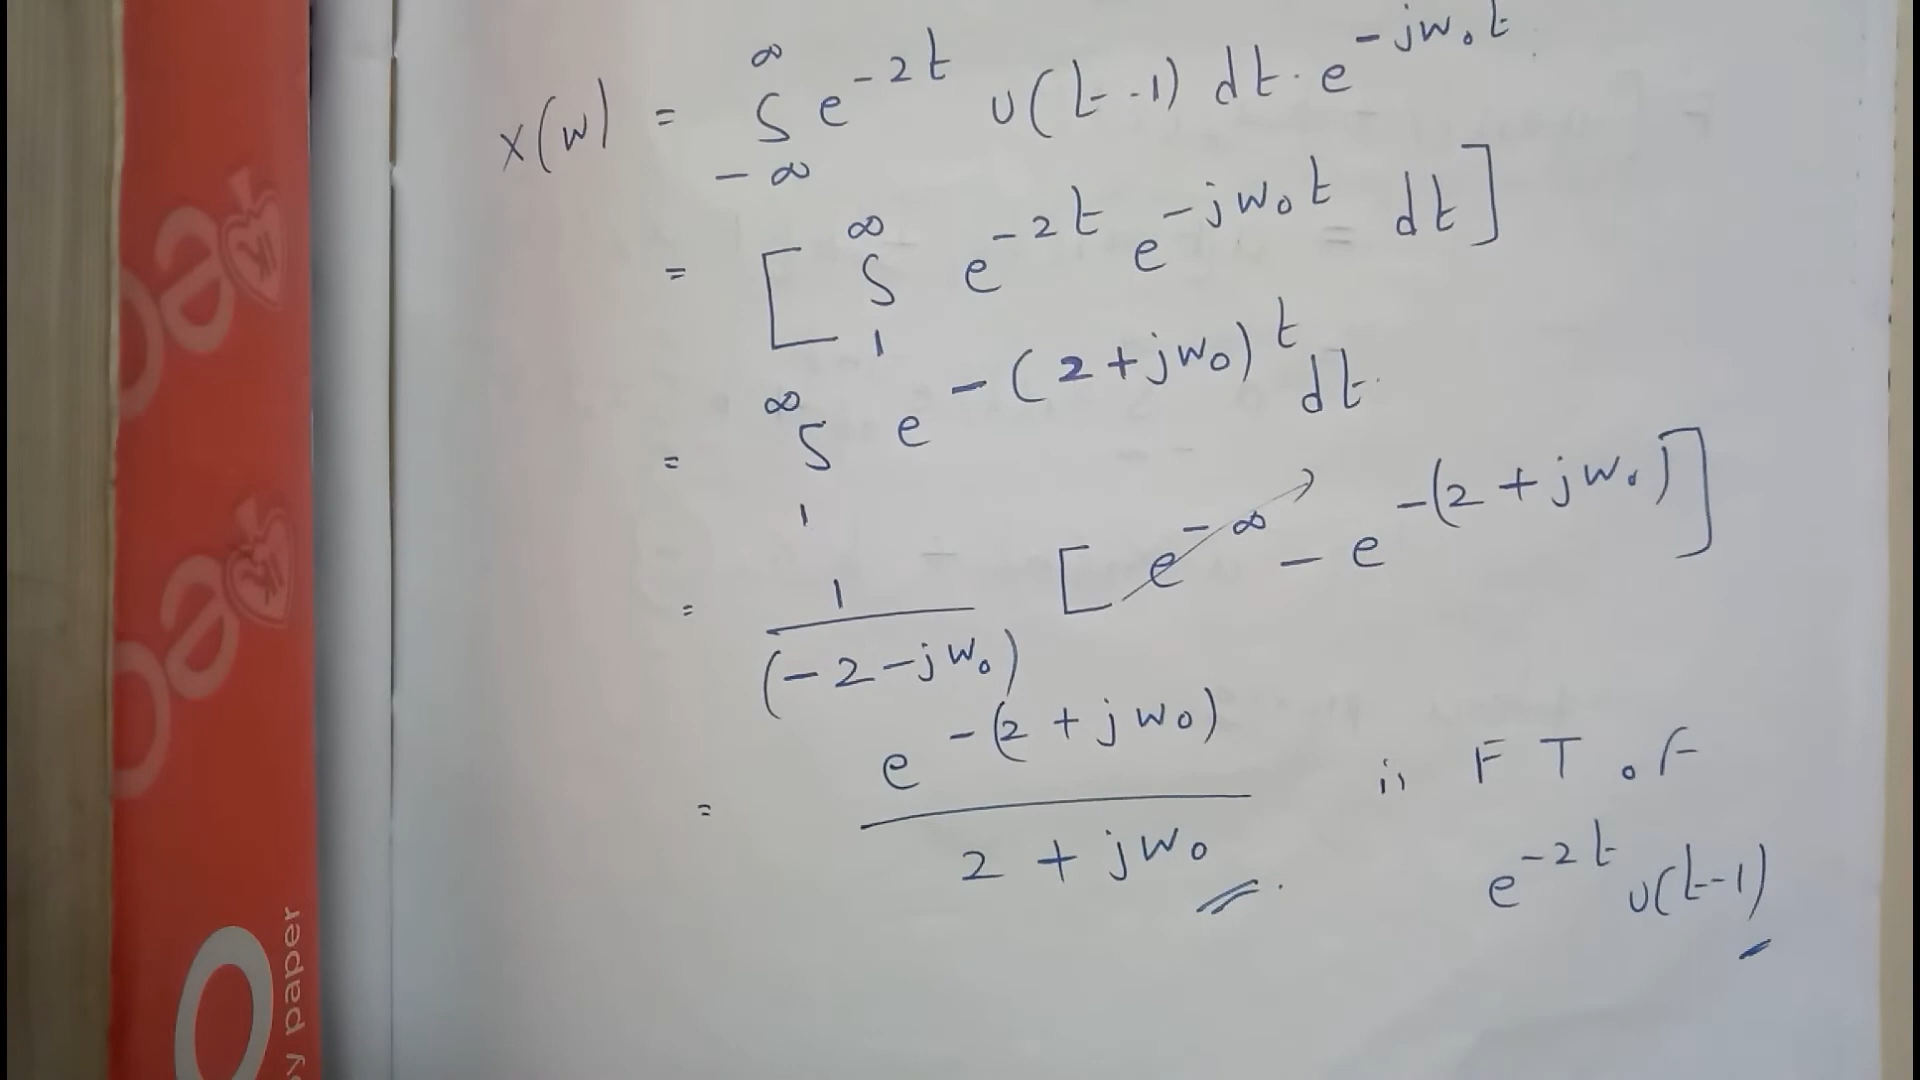 x(w) = ∫_{-∞}^{∞} e^{-2t} u(t-1) dt. e^{-jw₀t}
= [ ∫_{1}^{∞} e^{-2t} e^{-jw₀t} dt ]
= ∫_{1}^{∞} e^{-(2+jw₀)t} dt
= 1/(-2-jw₀) [ e^{-∞} - e^{-(2+jw₀)} ]
= e^{-(2+jw₀)} / (2+jw₀) is FT of
e^{-2t} u(t-1)
paper